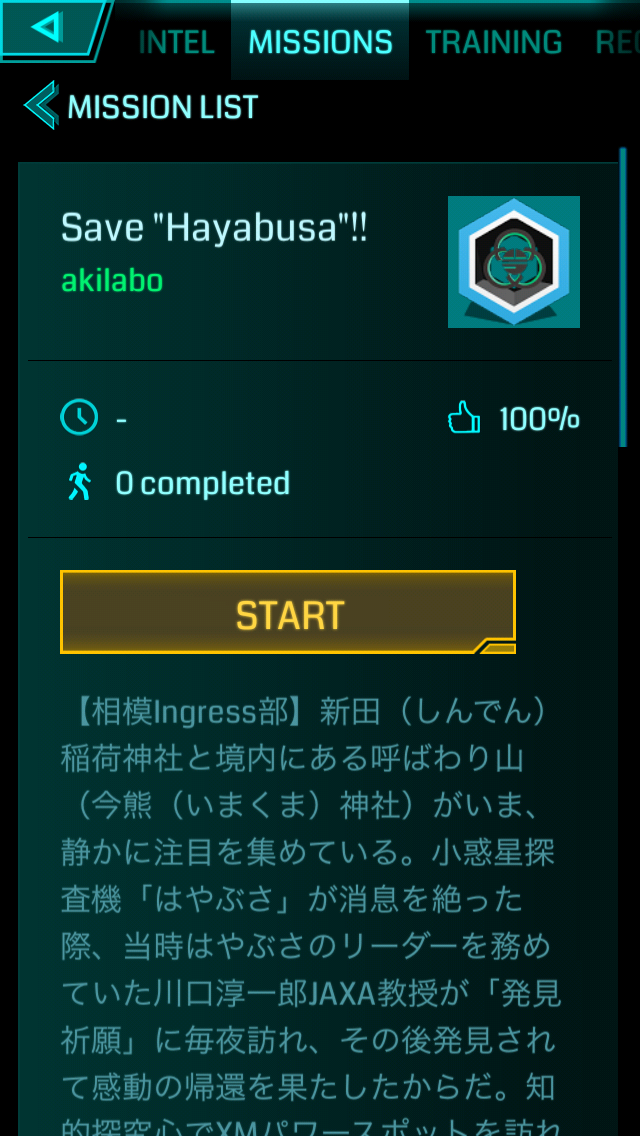 INTEL MISSIONS TRAINING REC
MISSION LIST
Save "Hayabusa"!!
akilabo
-
100%
0 completed
START
【相模Ingress部】新田（しんでん）
稲荷神社と境内にある呼ばわり山
（今熊（いまくま）神社）がいま、
静かに注目を集めている。小惑星探
査機「はやぶさ」が消息を絶った
際、当時はやぶさのリーダーを務め
ていた川口淳一郎JAXA教授が「発見
祈願」に毎夜訪れ、その後発見され
て感動の帰還を果たしたからだ。知
的探究心でXMパワースポットを訪れ